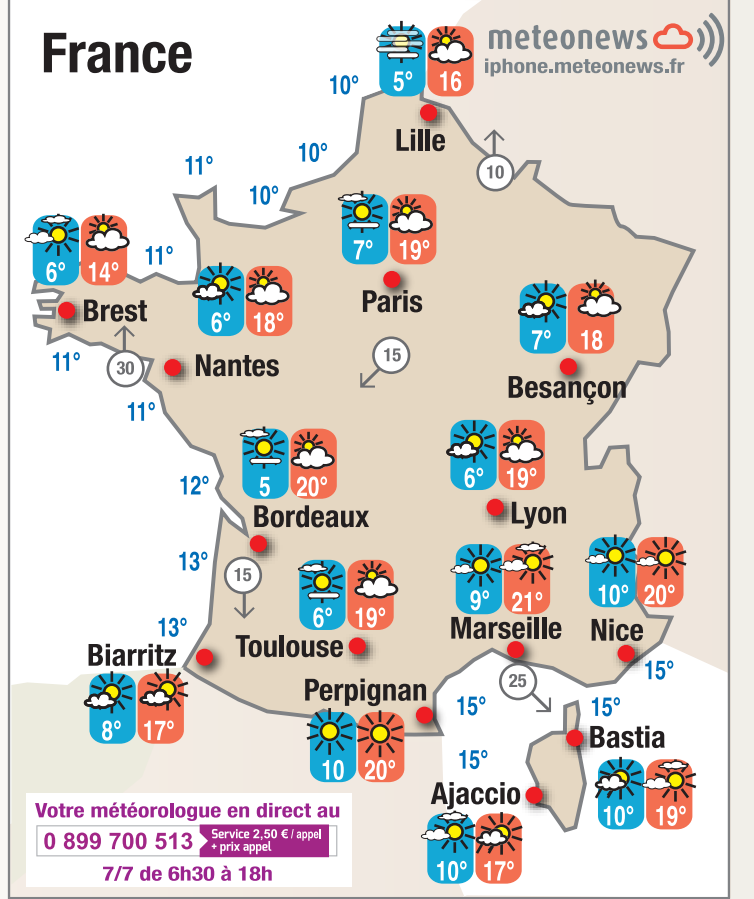 France
meteonews
iphone.meteonews.fr
5° 16
Lille
10°
10
10°
11°
10°
7° 19°
Paris
6° 14°
Brest
11°
6° 18°
Nantes
7° 18
Besançon
11°
30
15
11°
5 20°
Bordeaux
12°
6° 19°
Lyon
13°
15
9° 21°
Marseille
10° 20°
Nice
6° 19°
Toulouse
13°
Biarritz
8° 17°
15°
25
Perpignan
10 20°
15°
15°
Bastia
10° 19°
15°
Ajaccio
10° 17°
Votre météorologue en direct au
0 899 700 513 Service 2,50 € / appel
+ prix appel
7/7 de 6h30 à 18h